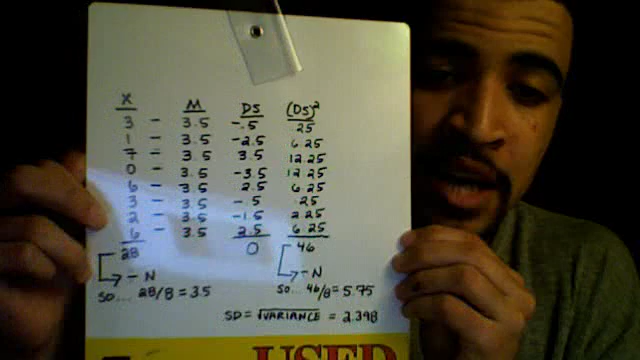 X M DS (DS)²
3 - 3.5 -.5 .25
1 - 3.5 -2.5 6.25
7 - 3.5 3.5 12.25
0 - 3.5 -3.5 12.25
6 - 3.5 2.5 6.25
3 - 3.5 -.5 .25
2 - 3.5 -1.5 2.25
6 - 3.5 2.5 6.25
28 0 46
÷ N ÷ N
SO... 28/8 = 3.5 SO... 46/8 = 5.75
SD = √VARIANCE = 2.398
USED